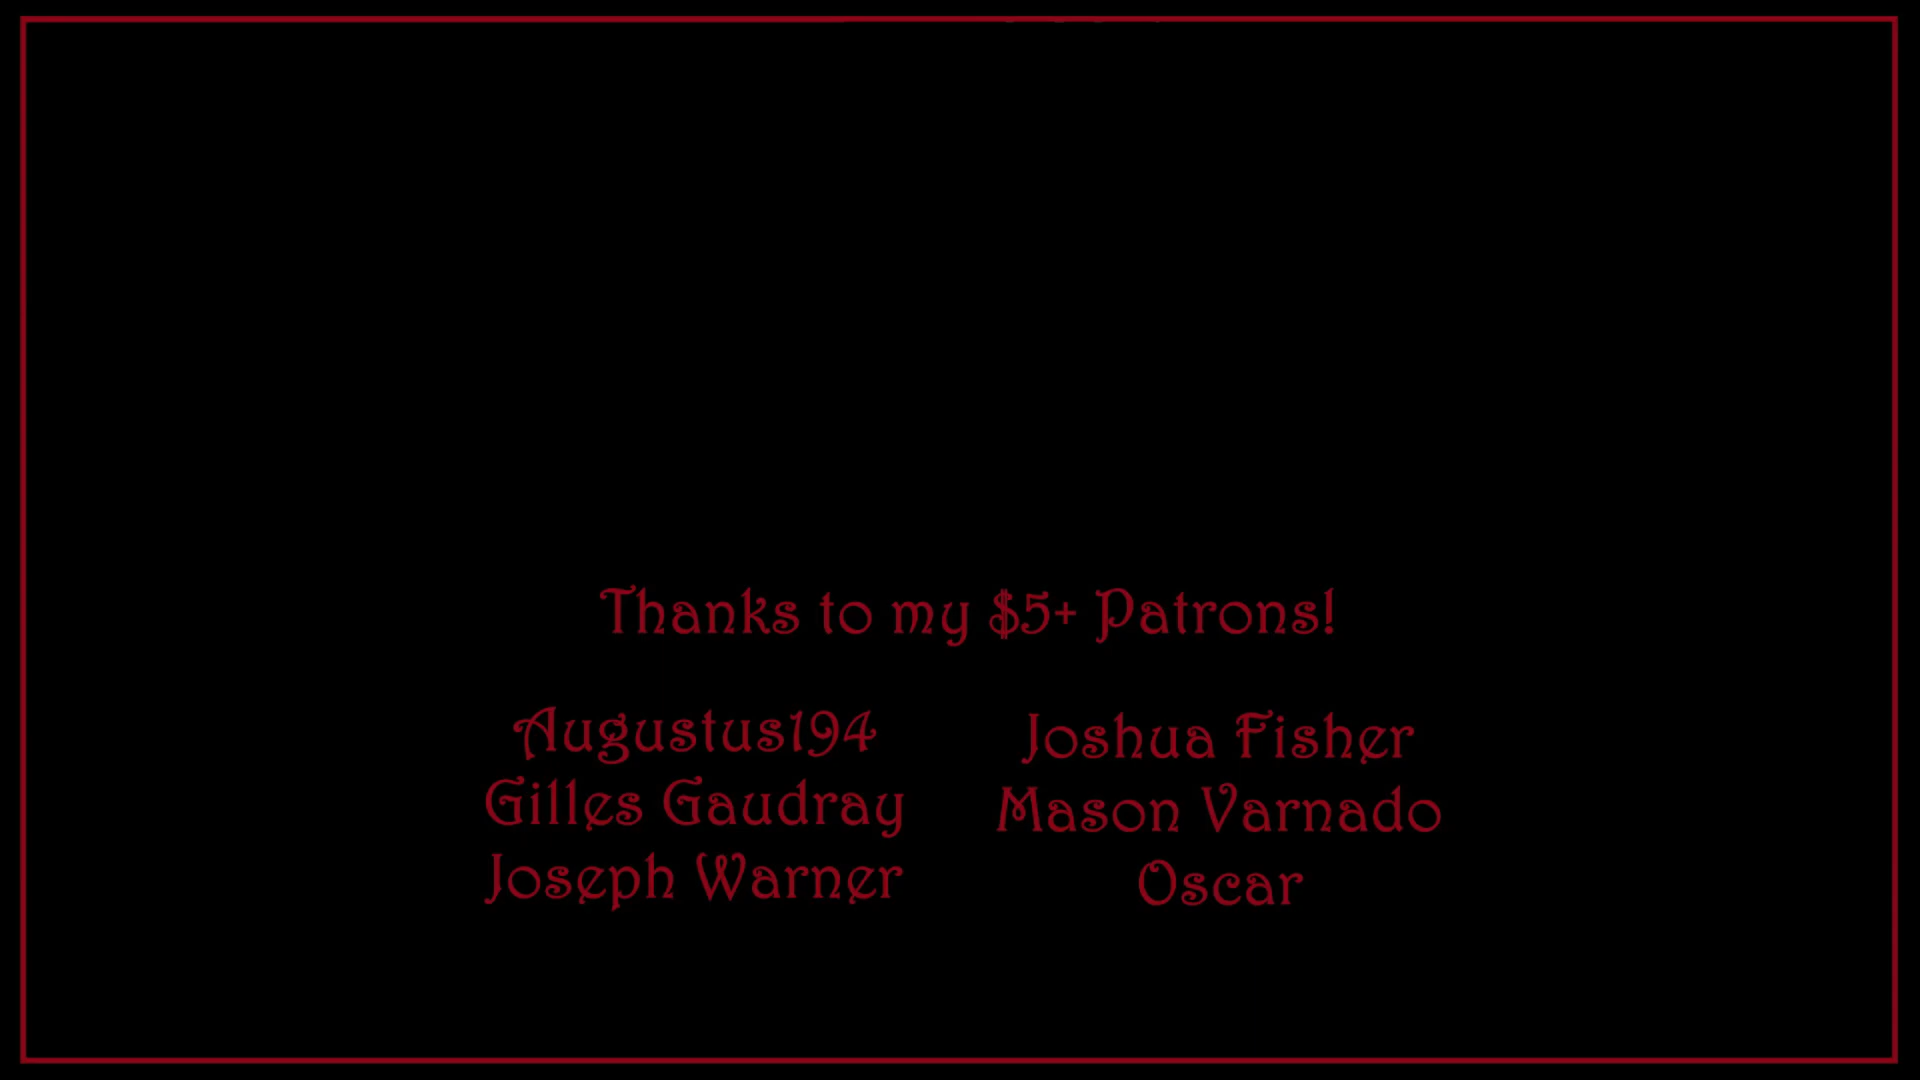 Thanks to my $5+ Patrons!
Augustus194
Gilles Gaudray
Joseph Warner
Joshua Fisher
Mason Varnado
Oscar